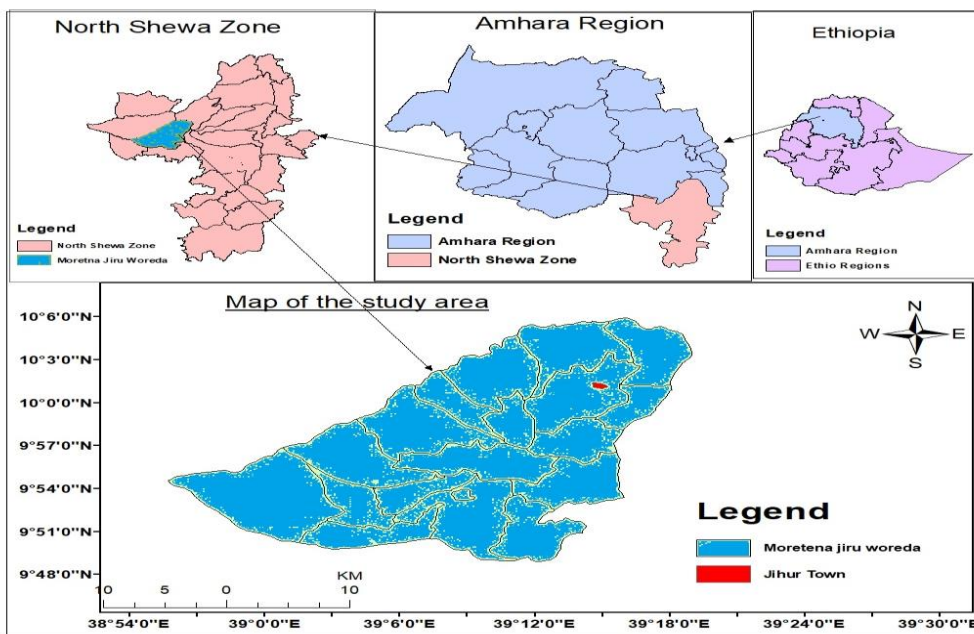 North Shewa Zone
Legend
North Shewa Zone
Moretna Jiru Woreda
Amhara Region
Legend
Amhara Region
North Shewa Zone
Ethiopia
Legend
Amhara Region
Ethio Regions
Map of the study area
N
W E
S
10°6'0"N
10°3'0"N
10°0'0"N
9°57'0"N
9°54'0"N
9°51'0"N
9°48'0"N
Legend
Moretena jiru woreda
Jihur Town
KM
10 5 0 10
38°54'0"E 39°0'0"E 39°6'0"E 39°12'0"E 39°18'0"E 39°24'0"E 39°30'0"E